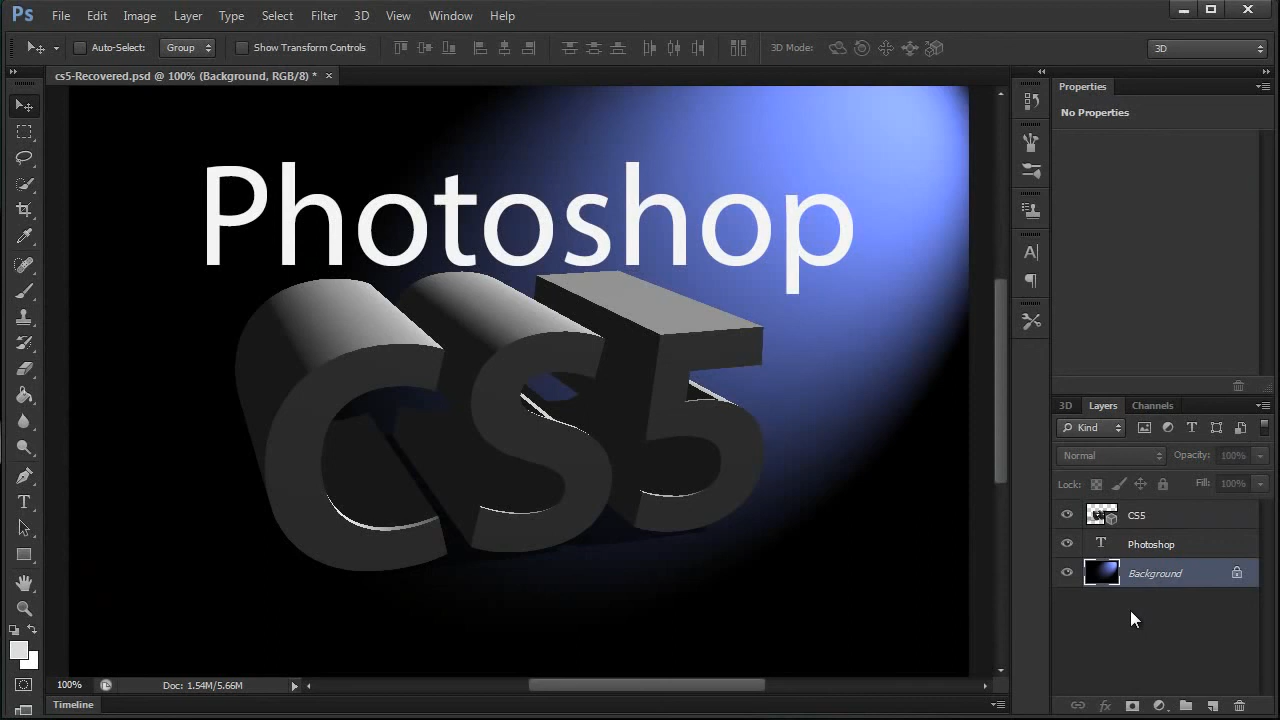 Ps File Edit Image Layer Type Select Filter 3D View Window Help
Auto-Select: Group Show Transform Controls 3D Mode: 3D
cs5-Recovered.psd @ 100% (Background, RGB/8) *
Properties
No Properties
Photoshop
CS5
3D Layers Channels
Kind
Normal Opacity: 100%
Lock: Fill: 100%
CS5
Photoshop
Background
100% Doc: 1.54M/5.66M
Timeline